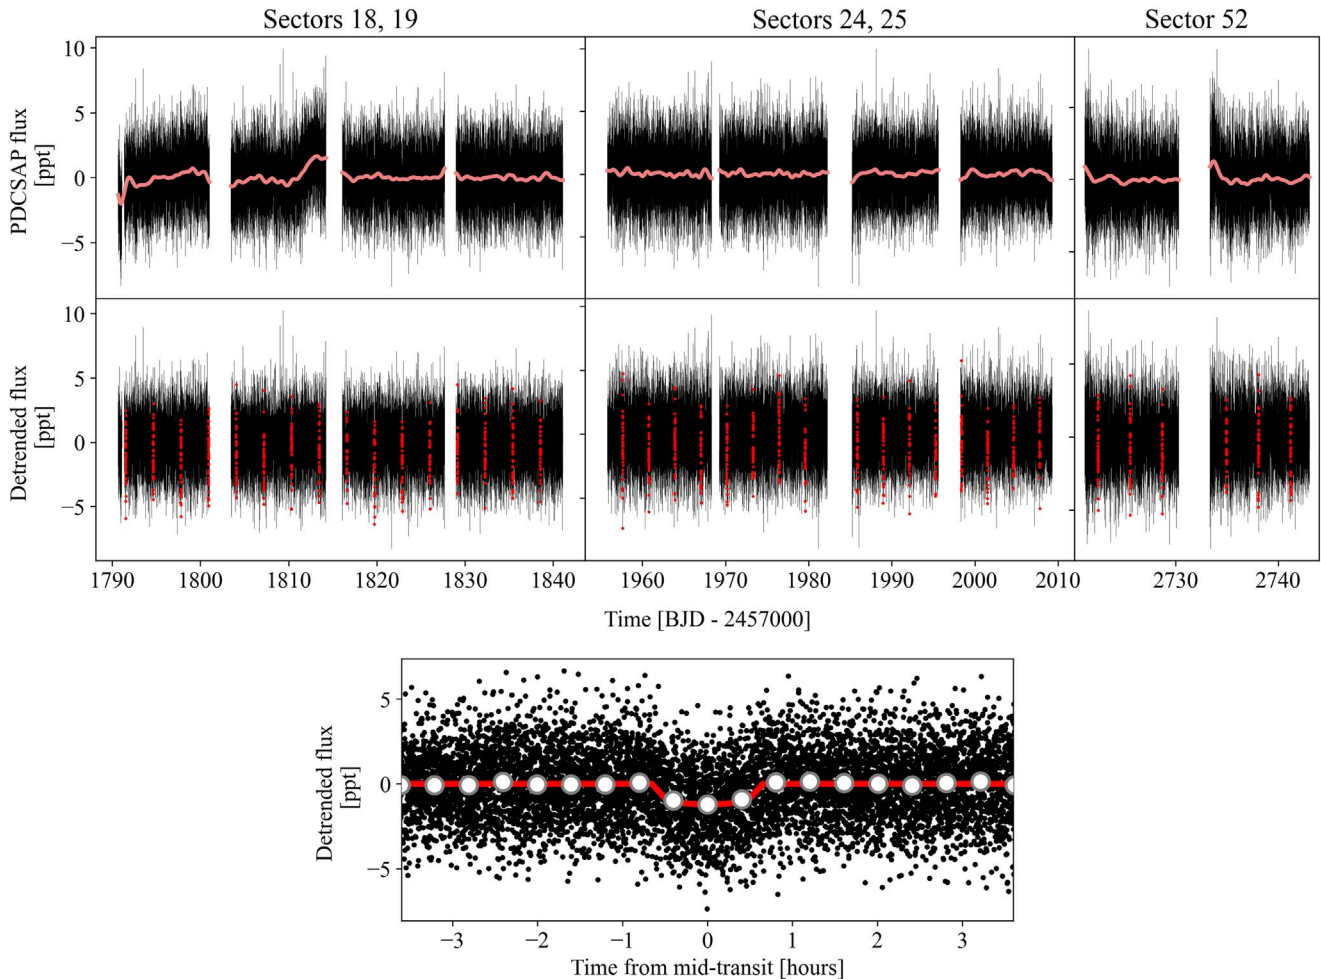 Sectors 18, 19
Sectors 24, 25
Sector 52
10
5
0
−5
PDCSAP flux
[ppt]
10
5
0
−5
Detrended flux
[ppt]
1790 1800 1810 1820 1830 1840 1960 1970 1980 1990 2000 2010 2730 2740
Time [BJD - 2457000]
5
0
−5
Detrended flux
[ppt]
−3 −2 −1 0 1 2 3
Time from mid-transit [hours]